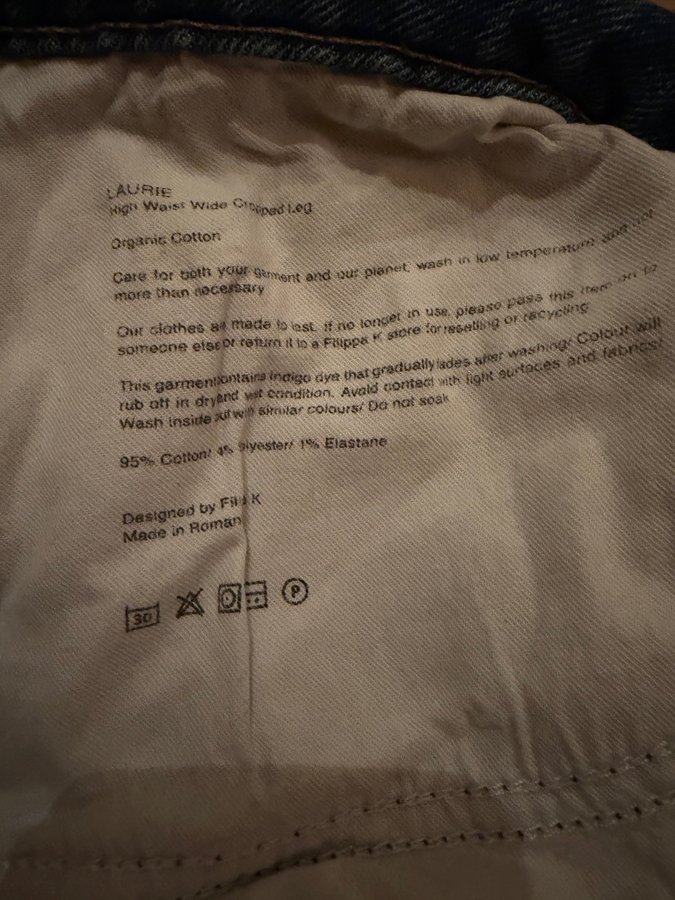 LAURIE
High Waist Wide Cropped Leg
Organic Cotton
Care for both your garment and our planet, wash in low temperature and not
more than necessary
Our clothes are made to last. If no longer in use, please pass this item on to
someone else or return it to a Filippa K store for reselling or recycling
This garment contains indigo dye that gradually fades after washing/ Colour will
rub off in dry and wet condition. Avoid contact with light surfaces and fabrics/
Wash inside out with similar colours/ Do not soak
95% Cotton/ 4% Polyester/ 1% Elastane
Designed by Fili K
Made in Roman
30
P